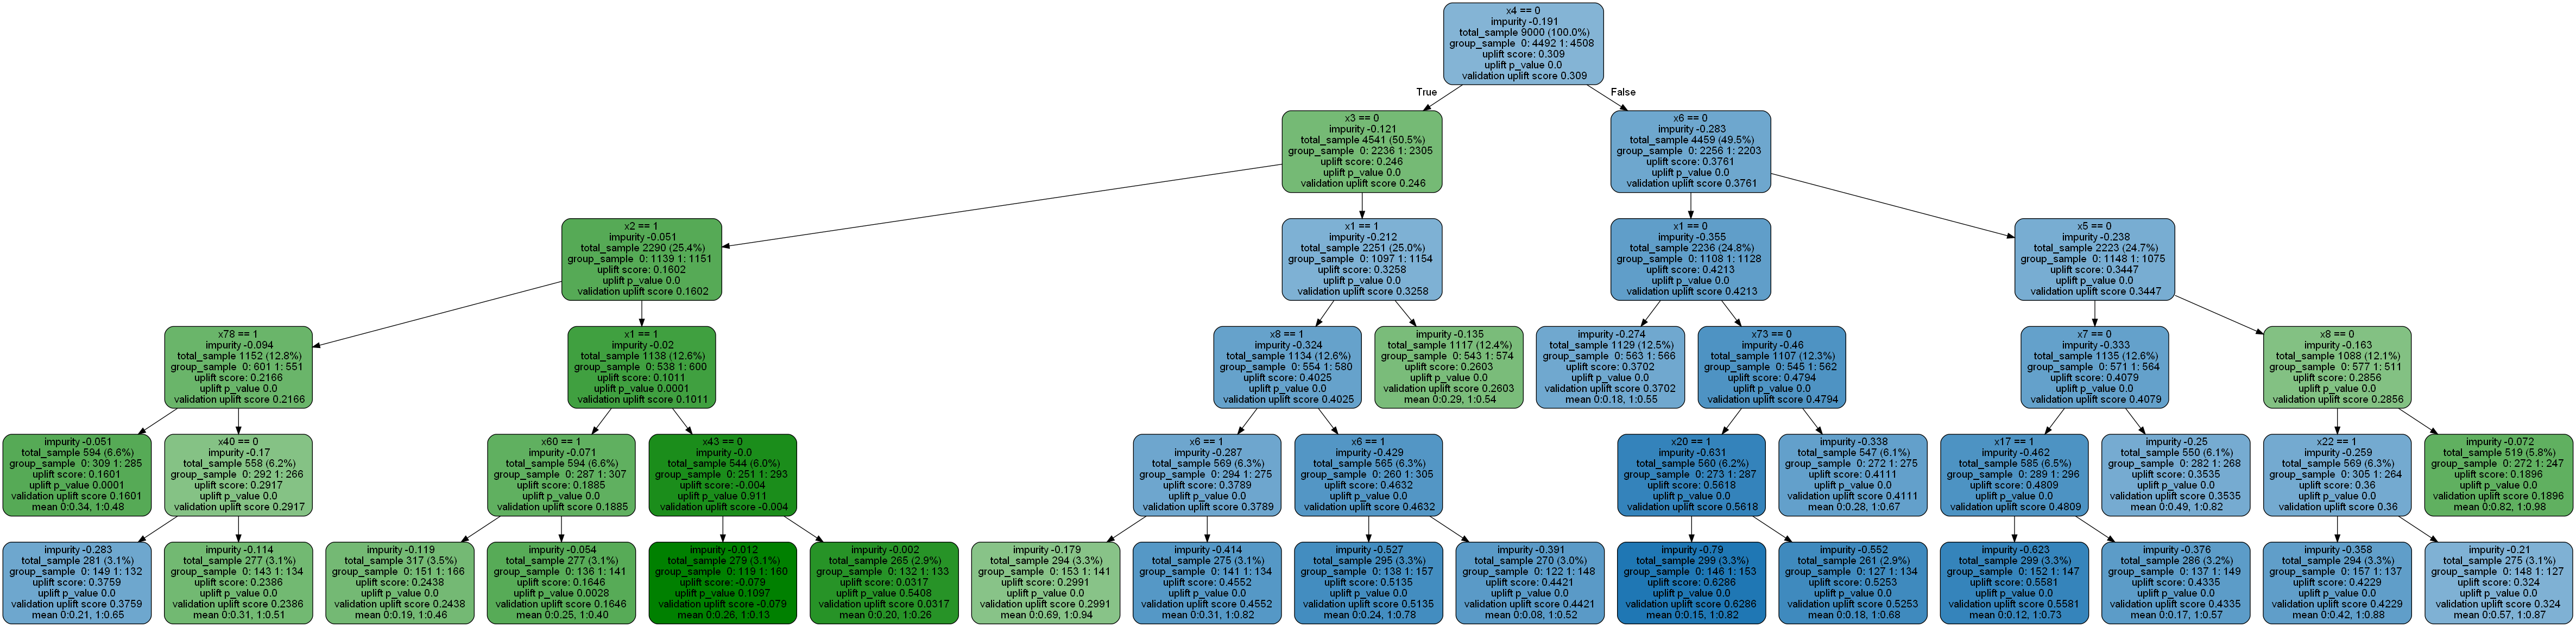 x4 == 0
impurity -0.191
total_sample 9000 (100.0%)
group_sample  0: 4492 1: 4508
uplift score: 0.309
uplift p_value 0.0
validation uplift score 0.309
True
False
x3 == 0
impurity -0.121
total_sample 4541 (50.5%)
group_sample  0: 2236 1: 2305
uplift score: 0.246
uplift p_value 0.0
validation uplift score 0.246
x6 == 0
impurity -0.283
total_sample 4459 (49.5%)
group_sample  0: 2256 1: 2203
uplift score: 0.3761
uplift p_value 0.0
validation uplift score 0.3761
x2 == 1
impurity -0.051
total_sample 2290 (25.4%)
group_sample  0: 1139 1: 1151
uplift score: 0.1602
uplift p_value 0.0
validation uplift score 0.1602
x1 == 1
impurity -0.212
total_sample 2251 (25.0%)
group_sample  0: 1097 1: 1154
uplift score: 0.3258
uplift p_value 0.0
validation uplift score 0.3258
x1 == 0
impurity -0.355
total_sample 2236 (24.8%)
group_sample  0: 1108 1: 1128
uplift score: 0.4213
uplift p_value 0.0
validation uplift score 0.4213
x5 == 0
impurity -0.238
total_sample 2223 (24.7%)
group_sample  0: 1148 1: 1075
uplift score: 0.3447
uplift p_value 0.0
validation uplift score 0.3447
x78 == 1
impurity -0.094
total_sample 1152 (12.8%)
group_sample  0: 601 1: 551
uplift score: 0.2166
uplift p_value 0.0
validation uplift score 0.2166
x1 == 1
impurity -0.02
total_sample 1138 (12.6%)
group_sample  0: 538 1: 600
uplift score: 0.1011
uplift p_value 0.0001
validation uplift score 0.1011
x8 == 1
impurity -0.324
total_sample 1134 (12.6%)
group_sample  0: 554 1: 580
uplift score: 0.4025
uplift p_value 0.0
validation uplift score 0.4025
impurity -0.135
total_sample 1117 (12.4%)
group_sample  0: 543 1: 574
uplift score: 0.2603
uplift p_value 0.0
validation uplift score 0.2603
mean 0:0.29, 1:0.54
impurity -0.274
total_sample 1129 (12.5%)
group_sample  0: 563 1: 566
uplift score: 0.3702
uplift p_value 0.0
validation uplift score 0.3702
mean 0:0.18, 1:0.55
x73 == 0
impurity -0.46
total_sample 1107 (12.3%)
group_sample  0: 545 1: 562
uplift score: 0.4794
uplift p_value 0.0
validation uplift score 0.4794
x7 == 0
impurity -0.333
total_sample 1135 (12.6%)
group_sample  0: 571 1: 564
uplift score: 0.4079
uplift p_value 0.0
validation uplift score 0.4079
x8 == 0
impurity -0.163
total_sample 1088 (12.1%)
group_sample  0: 577 1: 511
uplift score: 0.2856
uplift p_value 0.0
validation uplift score 0.2856
impurity -0.051
total_sample 594 (6.6%)
group_sample  0: 309 1: 285
uplift score: 0.1601
uplift p_value 0.0001
validation uplift score 0.1601
mean 0:0.34, 1:0.48
x40 == 0
impurity -0.17
total_sample 558 (6.2%)
group_sample  0: 292 1: 266
uplift score: 0.2917
uplift p_value 0.0
validation uplift score 0.2917
x60 == 1
impurity -0.071
total_sample 594 (6.6%)
group_sample  0: 287 1: 307
uplift score: 0.1885
uplift p_value 0.0
validation uplift score 0.1885
x43 == 0
impurity -0.0
total_sample 544 (6.0%)
group_sample  0: 251 1: 293
uplift score: -0.004
uplift p_value 0.911
validation uplift score -0.004
x6 == 1
impurity -0.287
total_sample 569 (6.3%)
group_sample  0: 294 1: 275
uplift score: 0.3789
uplift p_value 0.0
validation uplift score 0.3789
x6 == 1
impurity -0.429
total_sample 565 (6.3%)
group_sample  0: 260 1: 305
uplift score: 0.4632
uplift p_value 0.0
validation uplift score 0.4632
x20 == 1
impurity -0.631
total_sample 560 (6.2%)
group_sample  0: 273 1: 287
uplift score: 0.5618
uplift p_value 0.0
validation uplift score 0.5618
impurity -0.338
total_sample 547 (6.1%)
group_sample  0: 272 1: 275
uplift score: 0.4111
uplift p_value 0.0
validation uplift score 0.4111
mean 0:0.28, 1:0.67
x17 == 1
impurity -0.462
total_sample 585 (6.5%)
group_sample  0: 289 1: 296
uplift score: 0.4809
uplift p_value 0.0
validation uplift score 0.4809
impurity -0.25
total_sample 550 (6.1%)
group_sample  0: 282 1: 268
uplift score: 0.3535
uplift p_value 0.0
validation uplift score 0.3535
mean 0:0.49, 1:0.82
x22 == 1
impurity -0.259
total_sample 569 (6.3%)
group_sample  0: 305 1: 264
uplift score: 0.36
uplift p_value 0.0
validation uplift score 0.36
impurity -0.072
total_sample 519 (5.8%)
group_sample  0: 272 1: 247
uplift score: 0.1896
uplift p_value 0.0
validation uplift score 0.1896
mean 0:0.82, 1:0.98
impurity -0.283
total_sample 281 (3.1%)
group_sample  0: 149 1: 132
uplift score: 0.3759
uplift p_value 0.0
validation uplift score 0.3759
mean 0:0.21, 1:0.65
impurity -0.114
total_sample 277 (3.1%)
group_sample  0: 143 1: 134
uplift score: 0.2386
uplift p_value 0.0
validation uplift score 0.2386
mean 0:0.31, 1:0.51
impurity -0.119
total_sample 317 (3.5%)
group_sample  0: 151 1: 166
uplift score: 0.2438
uplift p_value 0.0
validation uplift score 0.2438
mean 0:0.19, 1:0.46
impurity -0.054
total_sample 277 (3.1%)
group_sample  0: 136 1: 141
uplift score: 0.1646
uplift p_value 0.0028
validation uplift score 0.1646
mean 0:0.25, 1:0.40
impurity -0.012
total_sample 279 (3.1%)
group_sample  0: 119 1: 160
uplift score: -0.079
uplift p_value 0.1097
validation uplift score -0.079
mean 0:0.26, 1:0.13
impurity -0.002
total_sample 265 (2.9%)
group_sample  0: 132 1: 133
uplift score: 0.0317
uplift p_value 0.5408
validation uplift score 0.0317
mean 0:0.20, 1:0.26
impurity -0.179
total_sample 294 (3.3%)
group_sample  0: 153 1: 141
uplift score: 0.2991
uplift p_value 0.0
validation uplift score 0.2991
mean 0:0.69, 1:0.94
impurity -0.414
total_sample 275 (3.1%)
group_sample  0: 141 1: 134
uplift score: 0.4552
uplift p_value 0.0
validation uplift score 0.4552
mean 0:0.31, 1:0.82
impurity -0.527
total_sample 295 (3.3%)
group_sample  0: 138 1: 157
uplift score: 0.5135
uplift p_value 0.0
validation uplift score 0.5135
mean 0:0.24, 1:0.78
impurity -0.391
total_sample 270 (3.0%)
group_sample  0: 122 1: 148
uplift score: 0.4421
uplift p_value 0.0
validation uplift score 0.4421
mean 0:0.08, 1:0.52
impurity -0.79
total_sample 299 (3.3%)
group_sample  0: 146 1: 153
uplift score: 0.6286
uplift p_value 0.0
validation uplift score 0.6286
mean 0:0.15, 1:0.82
impurity -0.552
total_sample 261 (2.9%)
group_sample  0: 127 1: 134
uplift score: 0.5253
uplift p_value 0.0
validation uplift score 0.5253
mean 0:0.18, 1:0.68
impurity -0.623
total_sample 299 (3.3%)
group_sample  0: 152 1: 147
uplift score: 0.5581
uplift p_value 0.0
validation uplift score 0.5581
mean 0:0.12, 1:0.73
impurity -0.376
total_sample 286 (3.2%)
group_sample  0: 137 1: 149
uplift score: 0.4335
uplift p_value 0.0
validation uplift score 0.4335
mean 0:0.17, 1:0.57
impurity -0.358
total_sample 294 (3.3%)
group_sample  0: 157 1: 137
uplift score: 0.4229
uplift p_value 0.0
validation uplift score 0.4229
mean 0:0.42, 1:0.88
impurity -0.21
total_sample 275 (3.1%)
group_sample  0: 148 1: 127
uplift score: 0.324
uplift p_value 0.0
validation uplift score 0.324
mean 0:0.57, 1:0.87